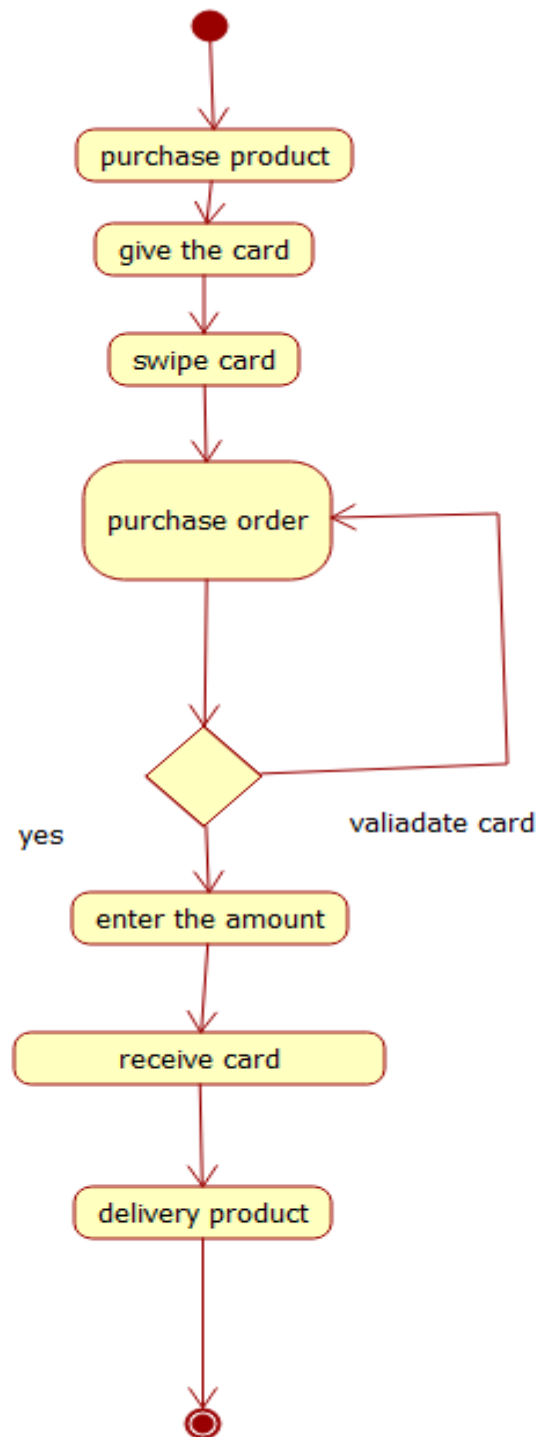 purchase product
give the card
swipe card
purchase order
valiadate card
yes
enter the amount
receive card
delivery product